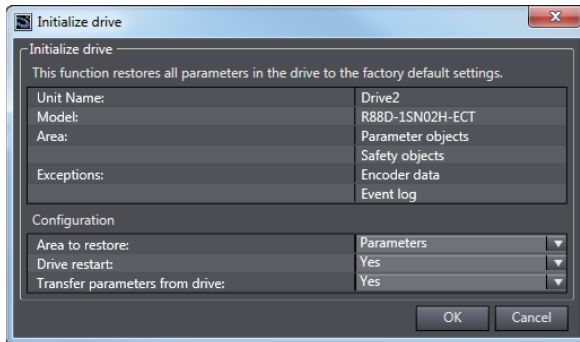 Initialize drive
Initialize drive
This function restores all parameters in the drive to the factory default settings.
Unit Name: Drive2
Model: R88D-1SN02H-ECT
Area: Parameter objects
Safety objects
Exceptions: Encoder data
Event log
Configuration
Area to restore: Parameters
Drive restart: Yes
Transfer parameters from drive: Yes
OK Cancel